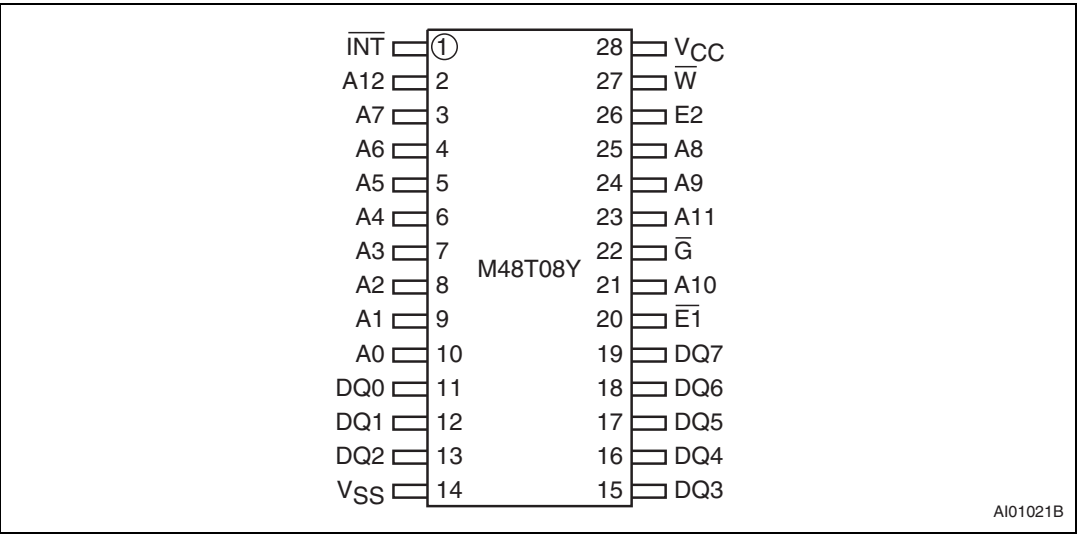 I̅N̅T̅ 1 28 VCC
A12 2 27 W̅
A7 3 26 E2
A6 4 25 A8
A5 5 24 A9
A4 6 23 A11
A3 7 22 G̅
M48T08Y
A2 8 21 A10
A1 9 20 E̅1̅
A0 10 19 DQ7
DQ0 11 18 DQ6
DQ1 12 17 DQ5
DQ2 13 16 DQ4
VSS 14 15 DQ3
AI01021B